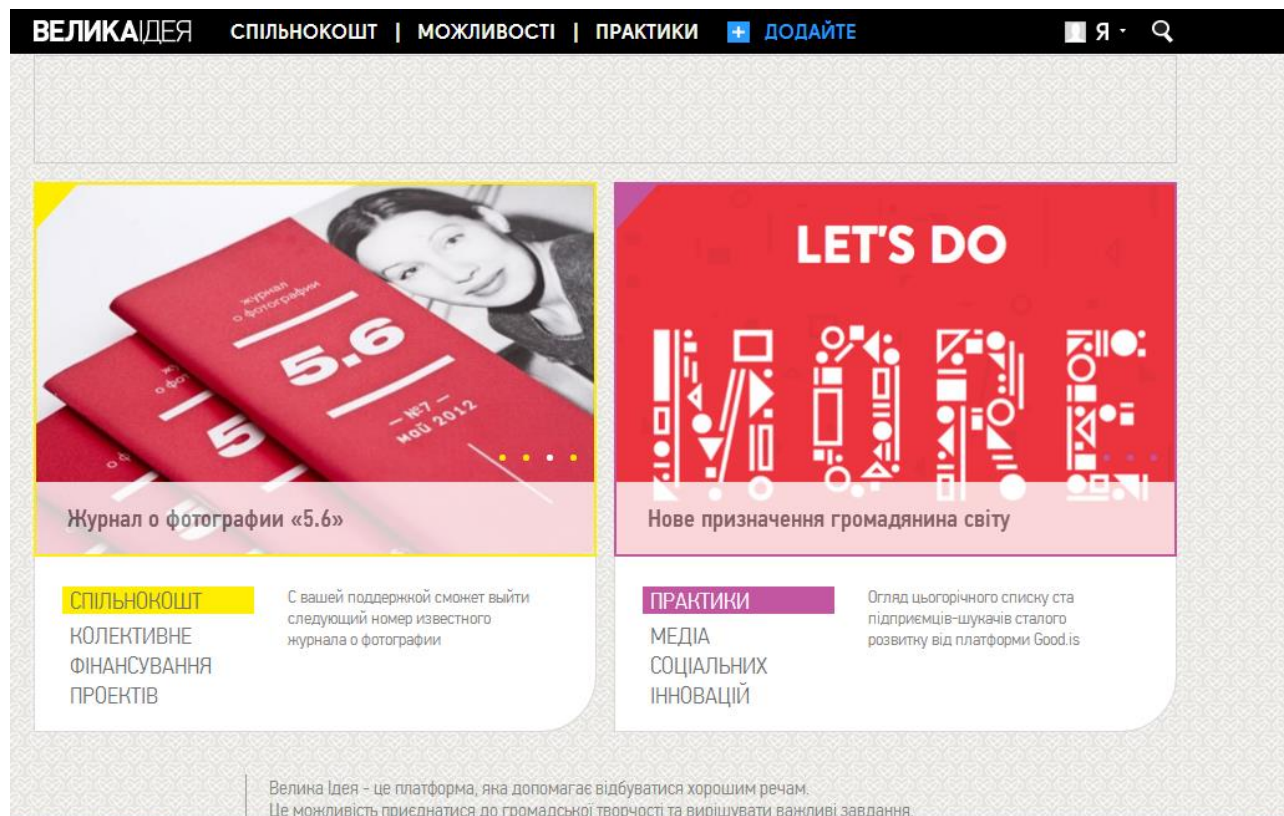 ВЕЛИКАІДЕЯ СПІЛЬНОКОШТ | МОЖЛИВОСТІ | ПРАКТИКИ + ДОДАЙТЕ Я
журнал
о фотографии
5.6
— №7 —
май 2012
журнал
о фотографии
LET'S DO
MORE
Журнал о фотографии «5.6»
Нове призначення громадянина світу
СПІЛЬНОКОШТ
КОЛЕКТИВНЕ
ФІНАНСУВАННЯ
ПРОЕКТІВ
С вашей поддержкой сможет выйти
следующий номер известного
журнала о фотографии
ПРАКТИКИ
МЕДІА
СОЦІАЛЬНИХ
ІННОВАЦІЙ
Огляд цьогорічного списку ста
підприємців-шукачів сталого
розвитку від платформи Good.is
Велика Ідея - це платформа, яка допомагає відбуватися хорошим речам.
Це можливість приєднатися до громадської творчості та вирішувати важливі завдання.